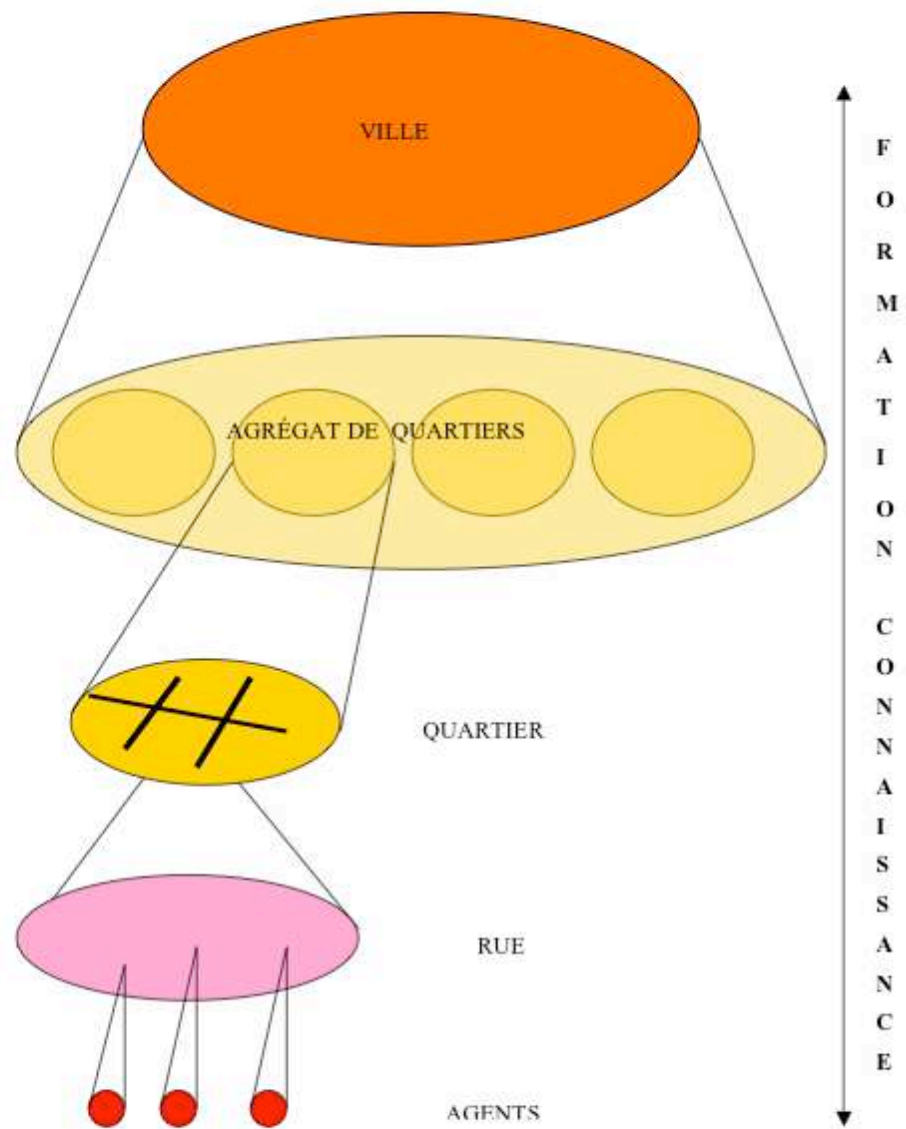 VILLE
AGRÉGAT DE QUARTIERS
QUARTIER
RUE
AGENTS
FORMATION CONNAISSANCE